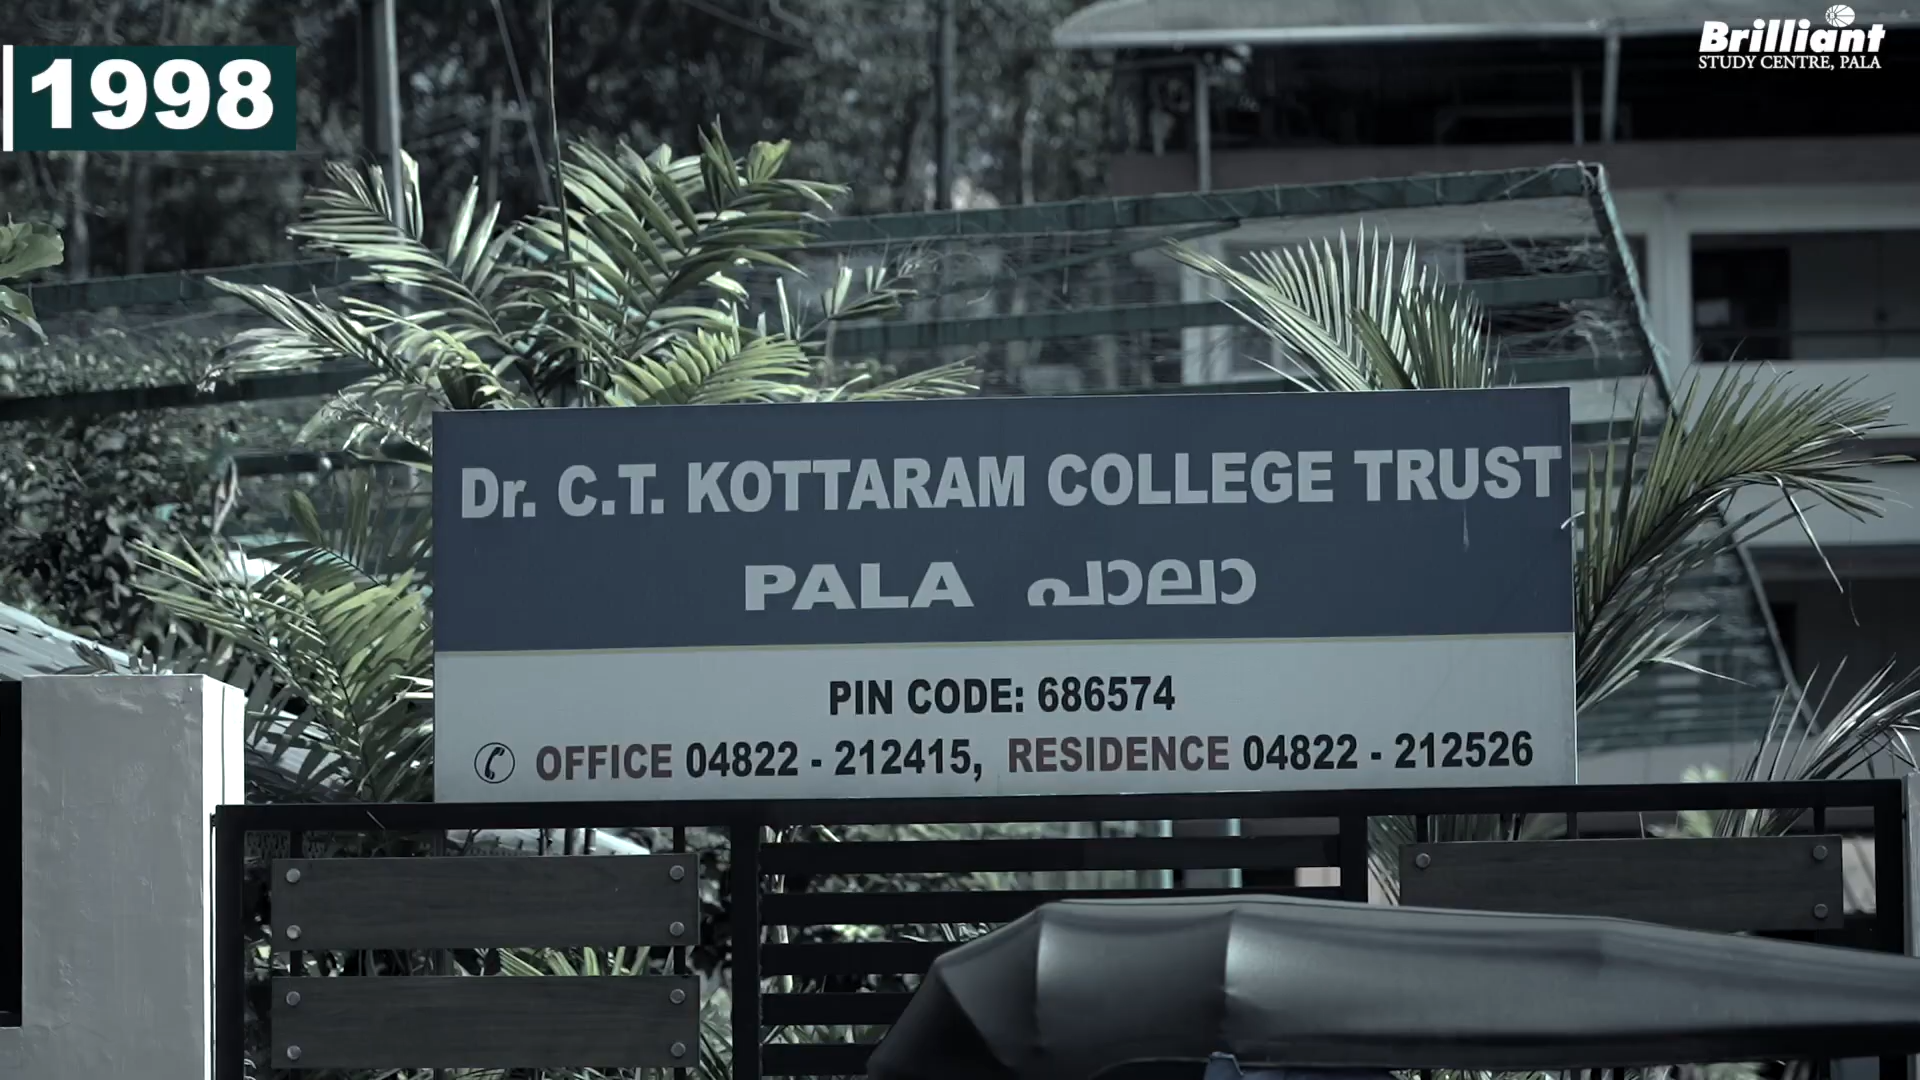 1998
Brilliant
STUDY CENTRE, PALA
Dr. C.T. KOTTARAM COLLEGE TRUST
PALA പാലാ
PIN CODE: 686574
OFFICE 04822 - 212415, RESIDENCE 04822 - 212526